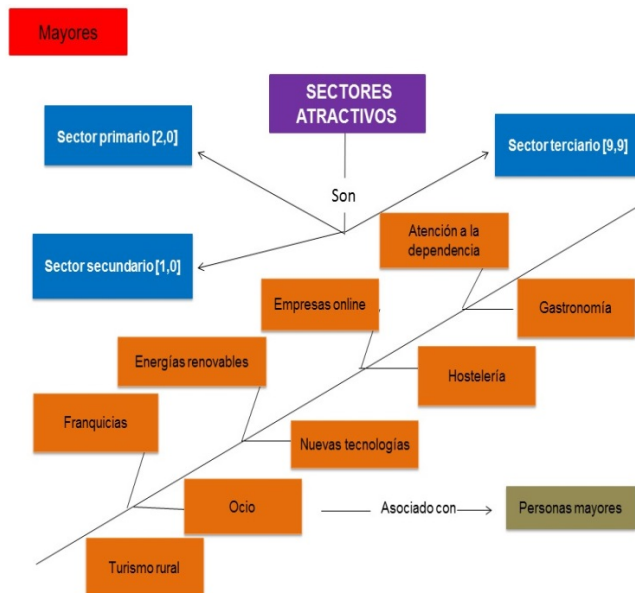 Mayores
SECTORES
ATRACTIVOS
Sector primario [2,0]
Sector terciario [9,9]
Son
Sector secundario [1,0]
Atención a la
dependencia
Empresas online
Gastronomía
Energías renovables
Hostelería
Franquicias
Nuevas tecnologías
Ocio
Asociado con
Personas mayores
Turismo rural